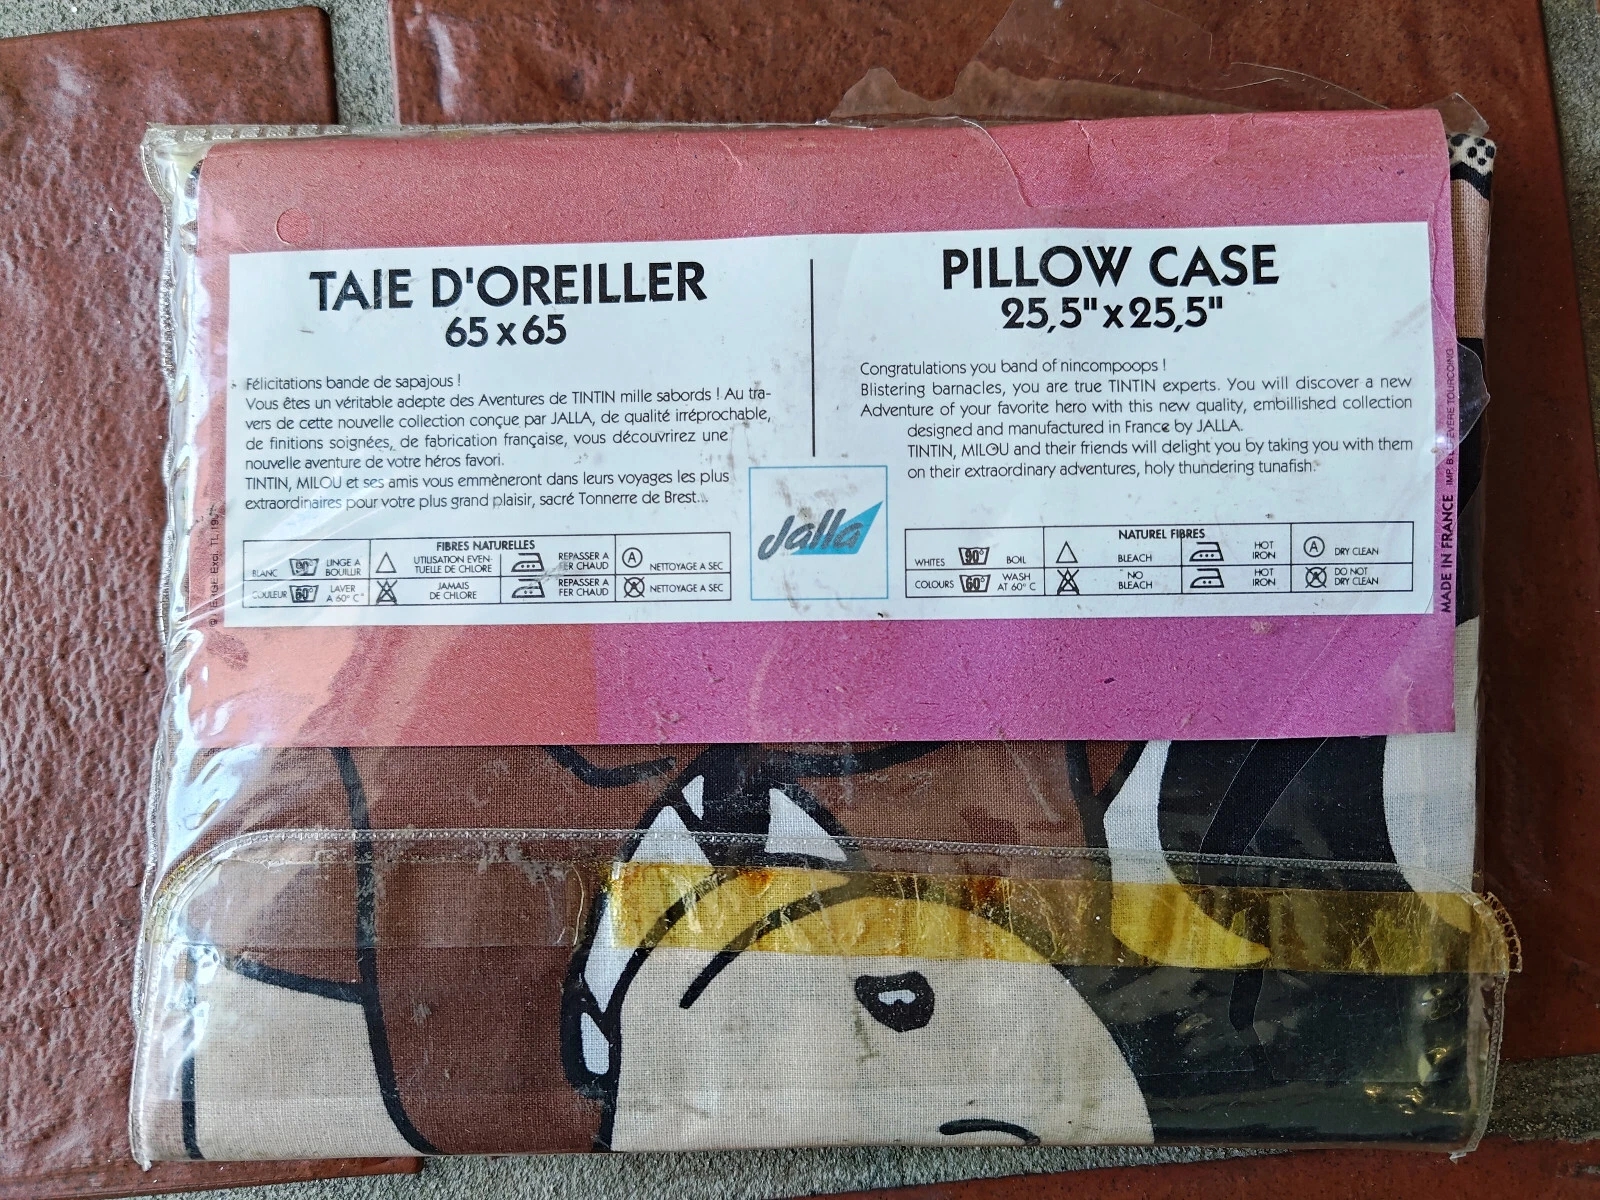 TAIE D'OREILLER
65 x 65
Félicitations bande de sapajous !
Vous êtes un véritable adepte des Aventures de TINTIN mille sabords ! Au tra-
vers de cette nouvelle collection conçue par JALLA, de qualité irréprochable,
de finitions soignées, de fabrication française, vous découvrirez une
nouvelle aventure de votre héros favori.
TINTIN, MILOU et ses amis vous emmèneront dans leurs voyages les plus
extraordinaires pour votre plus grand plaisir, sacré Tonnerre de Brest...
FIBRES NATURELLES
BLANC 90° LINGE A BOUILLIR UTILISATION EVEN-TUELLE DE CHLORE REPASSER A FER CHAUD A NETTOYAGE A SEC
COULEUR 60° LAVER A 60° C JAMAIS DE CHLORE REPASSER A FER CHAUD A NETTOYAGE A SEC
Jalla
PILLOW CASE
25,5" x 25,5"
Congratulations you band of nincompoops !
Blistering barnacles, you are true TINTIN experts. You will discover a new
Adventure of your favorite hero with this new quality, embillished collection
designed and manufactured in France by JALLA.
TINTIN, MILOU and their friends will delight you by taking you with them
on their extraordinary adventures, holy thundering tunafish.
NATUREL FIBRES
WHITES 90° BOIL BLEACH HOT IRON A DRY CLEAN
COLOURS 60° WASH AT 60° C NO BLEACH HOT IRON DO NOT DRY CLEAN
MADE IN FRANCE IMP. B. LEFEVERE TOURCOING